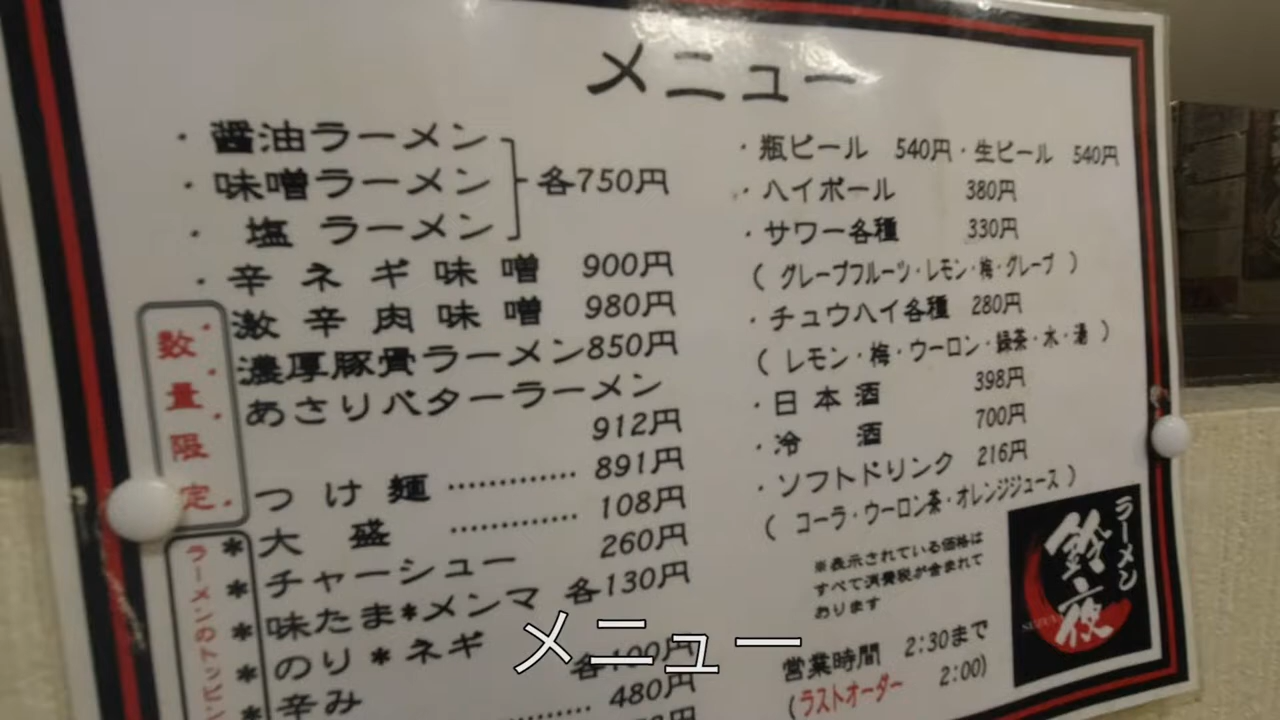 メニュー
・醤油ラーメン
・味噌ラーメン 各750円
・塩 ラーメン
・辛ネギ味噌 900円
・激辛肉味噌 980円
・濃厚豚骨ラーメン850円
・あさりバターラーメン
912円
・つけ麺………… 891円
*大盛………… 108円
*チャーシュー 260円
*味たま*メンマ 各130円
*のり*ネギ 各100円
*辛み
480円
数量限定
ラーメンのトッピン
・瓶ビール 540円・生ビール 540円
・ハイボール 380円
・サワー各種 330円
( グレープフルーツ・レモン・梅・グレープ )
・チュウハイ各種 280円
( レモン・梅・ウーロン・緑茶・水・湯 )
・日本酒 398円
・冷 酒 700円
・ソフトドリンク 216円
( コーラ・ウーロン茶・オレンジジュース )
※表示されている価格は
すべて消費税が含まれて
おります
営業時間 2:30まで
(ラストオーダー 2:00)
ラーメン
鈴夜
メニュー